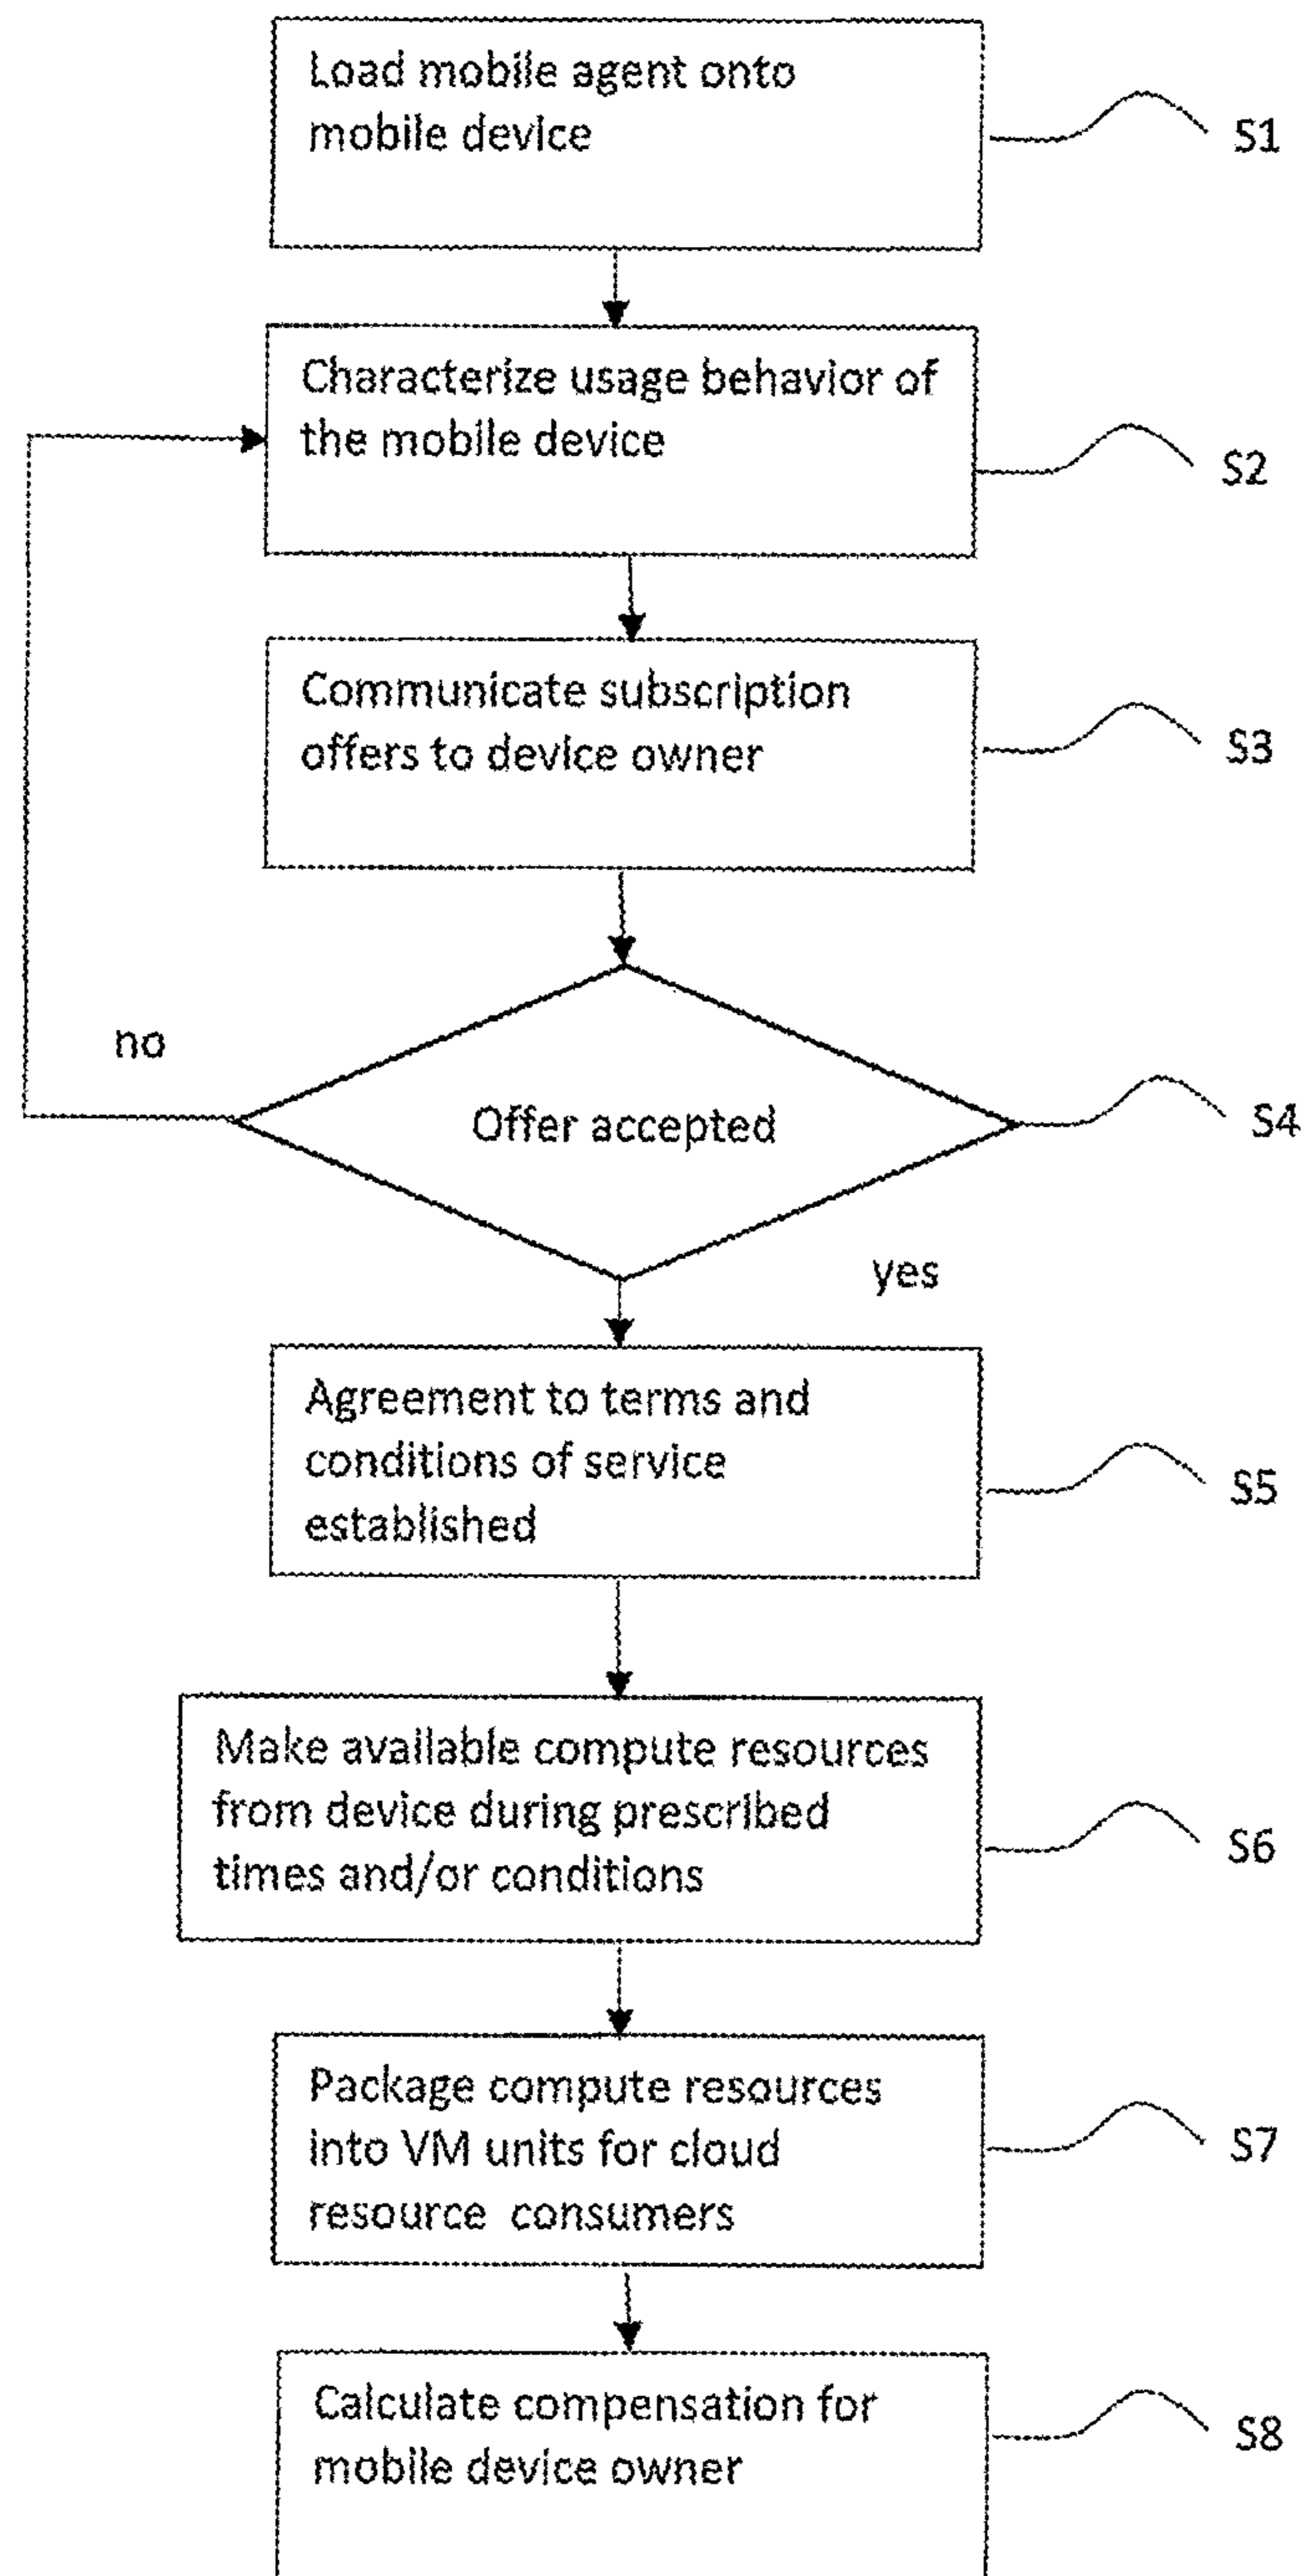 Load mobile agent onto
mobile device
S1
Characterize usage behavior of
the mobile device
S2
Communicate subscription
offers to device owner
S3
no
Offer accepted
S4
yes
Agreement to terms and
conditions of service
established
S5
Make available compute resources
from device during prescribed
times and/or conditions
S6
Package compute resources
into VM units for cloud
resource consumers
S7
Calculate compensation for
mobile device owner
S8